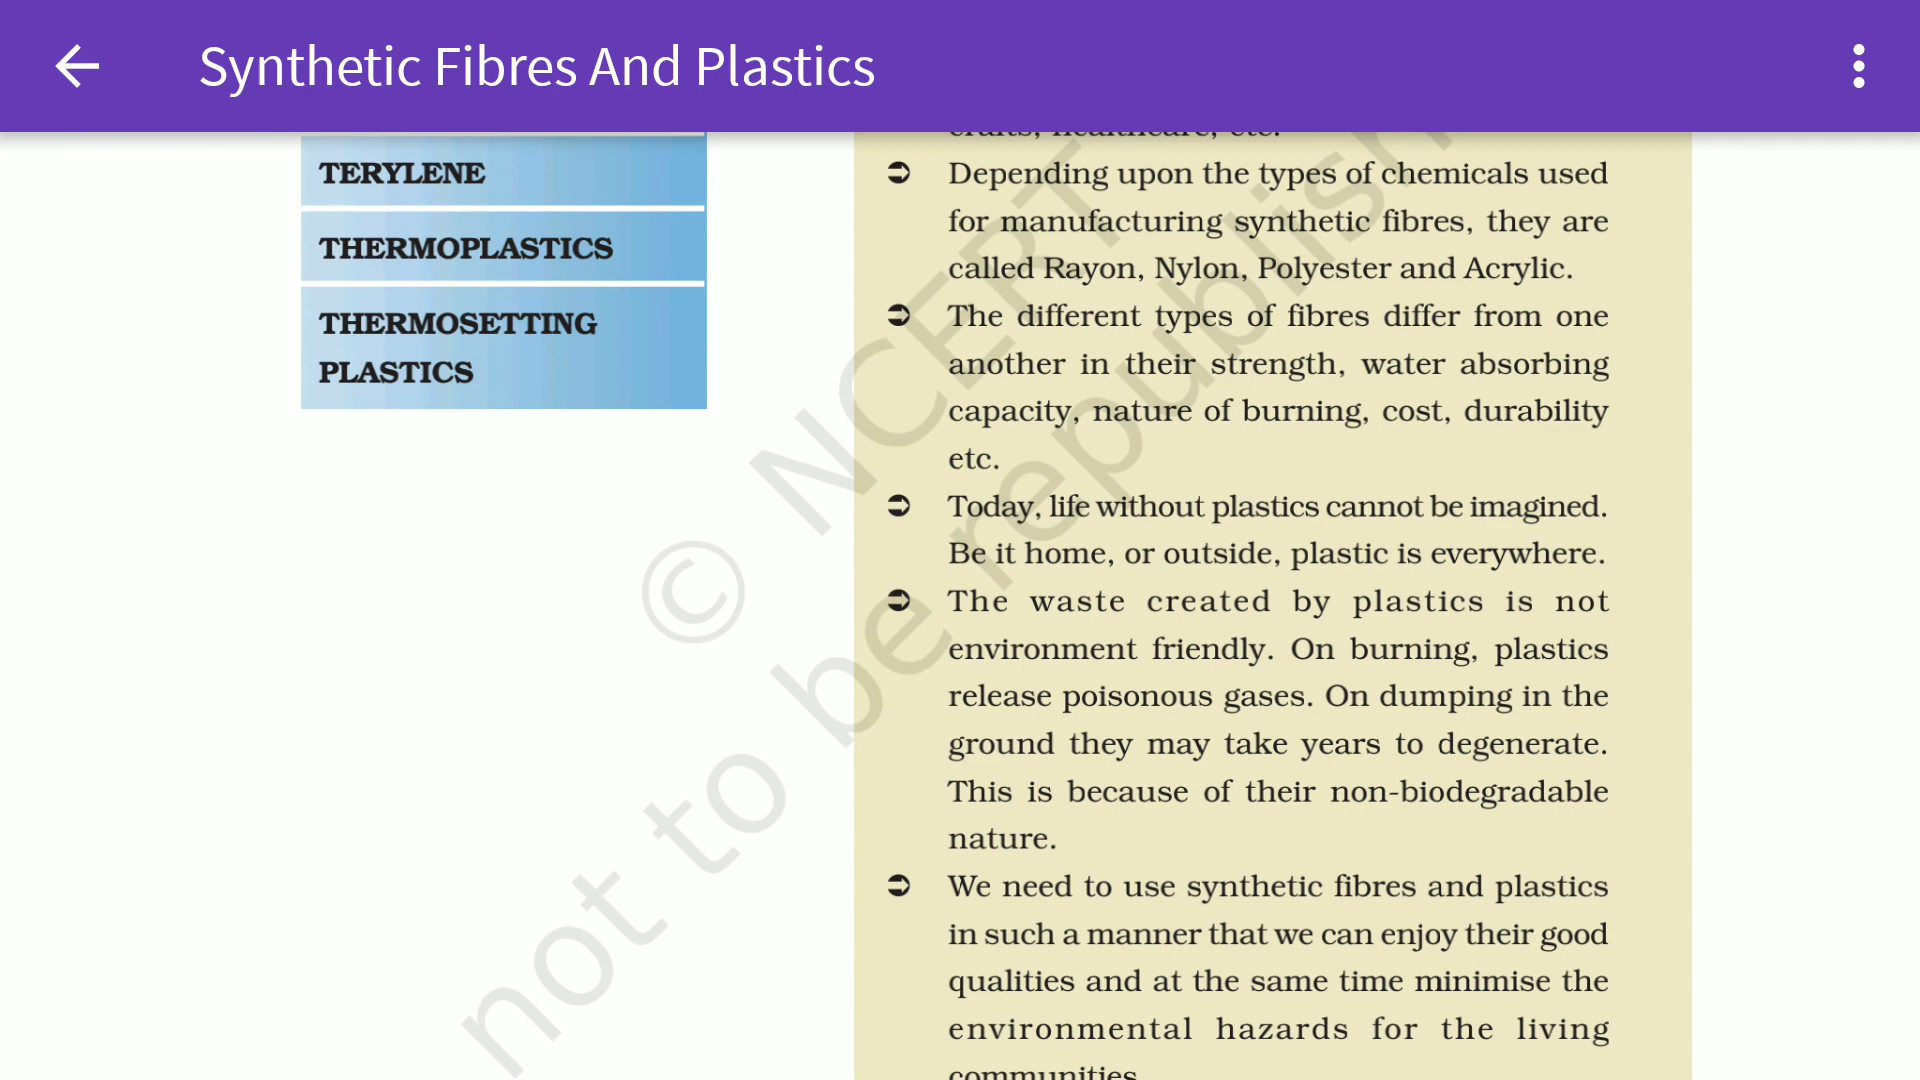 Synthetic Fibres And Plastics
TERYLENE
THERMOPLASTICS
THERMOSETTING
PLASTICS
crafts, healthcare, etc.
➲ Depending upon the types of chemicals used
for manufacturing synthetic fibres, they are
called Rayon, Nylon, Polyester and Acrylic.
➲ The different types of fibres differ from one
another in their strength, water absorbing
capacity, nature of burning, cost, durability
etc.
➲ Today, life without plastics cannot be imagined.
Be it home, or outside, plastic is everywhere.
➲ The waste created by plastics is not
environment friendly. On burning, plastics
release poisonous gases. On dumping in the
ground they may take years to degenerate.
This is because of their non-biodegradable
nature.
➲ We need to use synthetic fibres and plastics
in such a manner that we can enjoy their good
qualities and at the same time minimise the
environmental hazards for the living
communities.
© NCERT
not to be republish